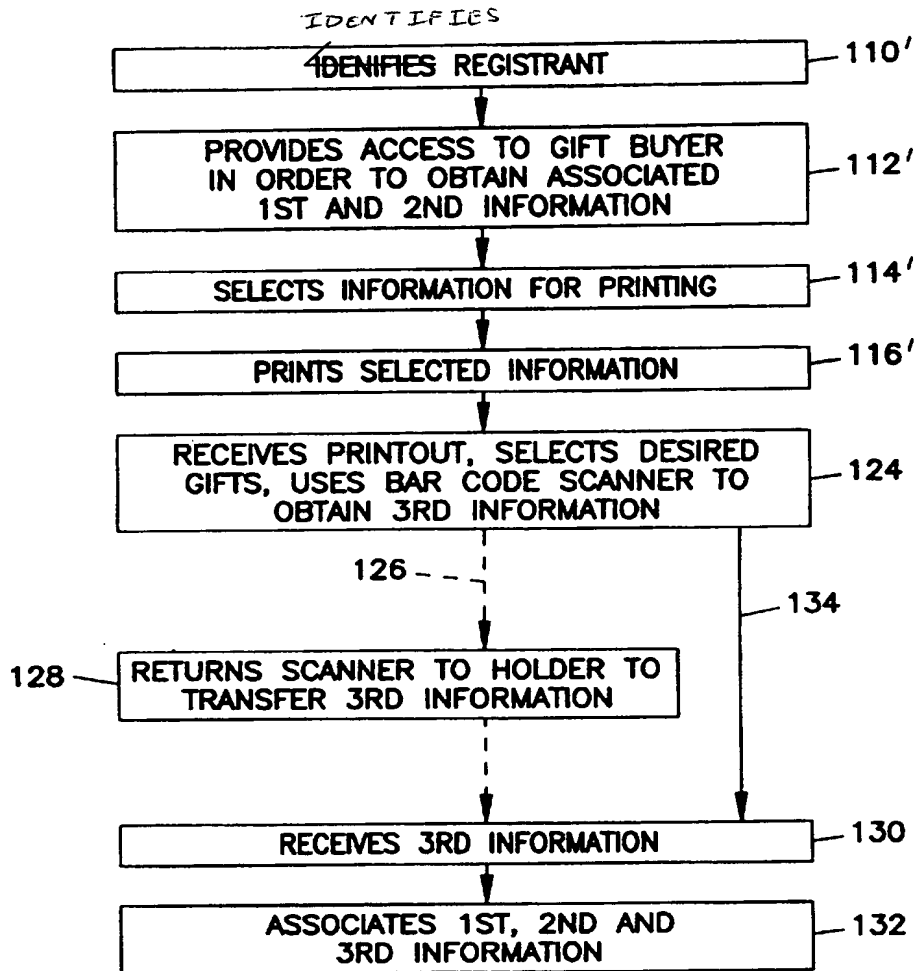 IDENTIFIES
IDENIFIES REGISTRANT
110'
PROVIDES ACCESS TO GIFT BUYER
IN ORDER TO OBTAIN ASSOCIATED
1ST AND 2ND INFORMATION
112'
SELECTS INFORMATION FOR PRINTING
114'
PRINTS SELECTED INFORMATION
116'
RECEIVES PRINTOUT, SELECTS DESIRED
GIFTS, USES BAR CODE SCANNER TO
OBTAIN 3RD INFORMATION
124
126
134
128
RETURNS SCANNER TO HOLDER TO
TRANSFER 3RD INFORMATION
RECEIVES 3RD INFORMATION
130
ASSOCIATES 1ST, 2ND AND
3RD INFORMATION
132